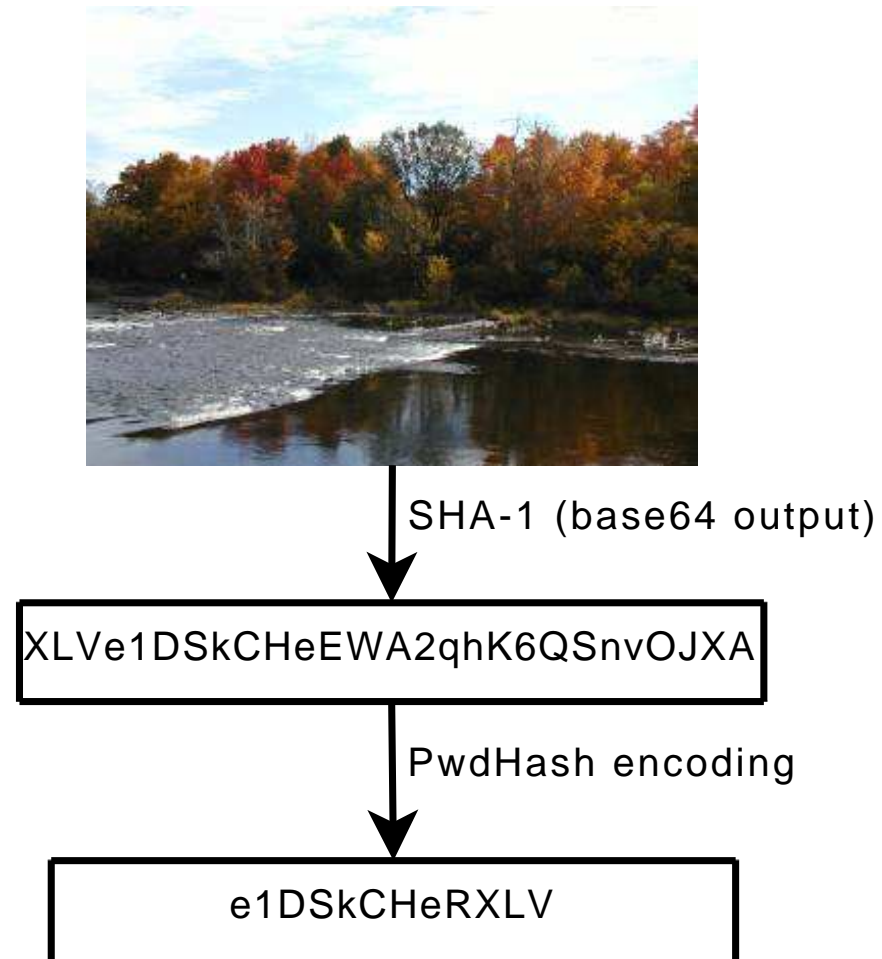 SHA-1 (base64 output)
XLVe1DSkCHeEWA2qhK6QSnvOJXA
PwdHash encoding
e1DSkCHeRXLV